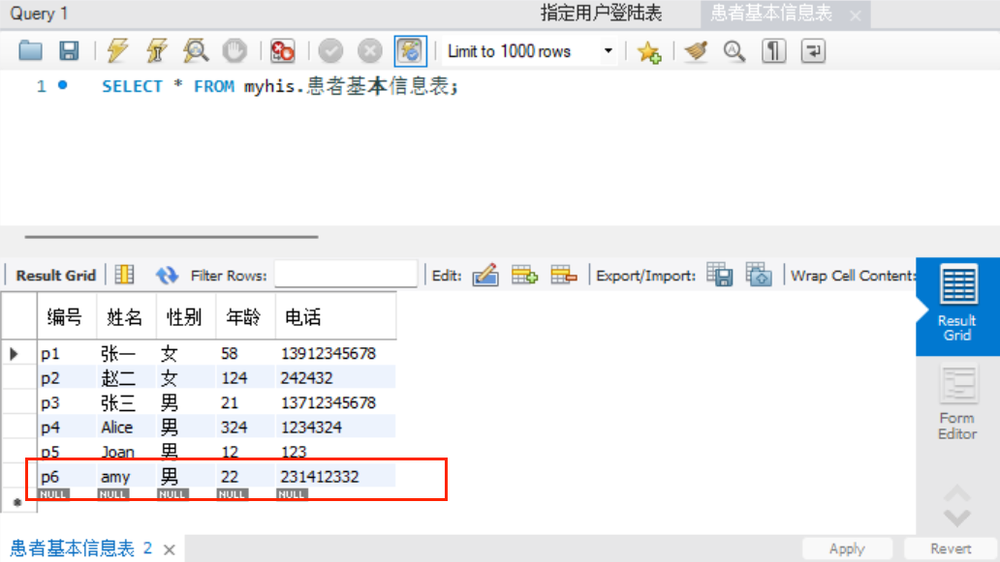 Query 1 指定用户登陆表 患者基本信息表
Limit to 1000 rows
1 SELECT * FROM myhis.患者基本信息表;
Result Grid Filter Rows: Edit: Export/Import: Wrap Cell Content:
编号 姓名 性别 年龄 电话
p1 张一 女 58 13912345678
p2 赵二 女 124 242432
p3 张三 男 21 13712345678
p4 Alice 男 324 1234324
p5 Joan 男 12 123
p6 amy 男 22 231412332
NULL NULL NULL NULL NULL
Result
Grid
Form
Editor
患者基本信息表 2
Apply Revert